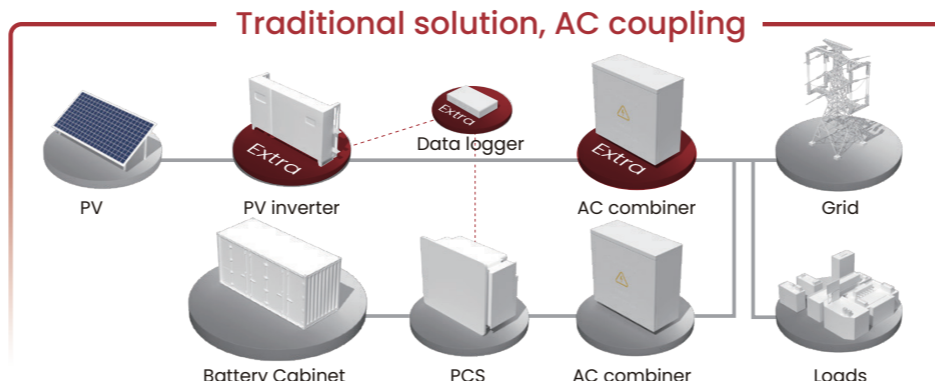 Traditional solution, AC coupling
Extra
Extra
Extra
Data logger
PV
PV inverter
AC combiner
Grid
Battery Cabinet
PCS
AC combiner
Loads